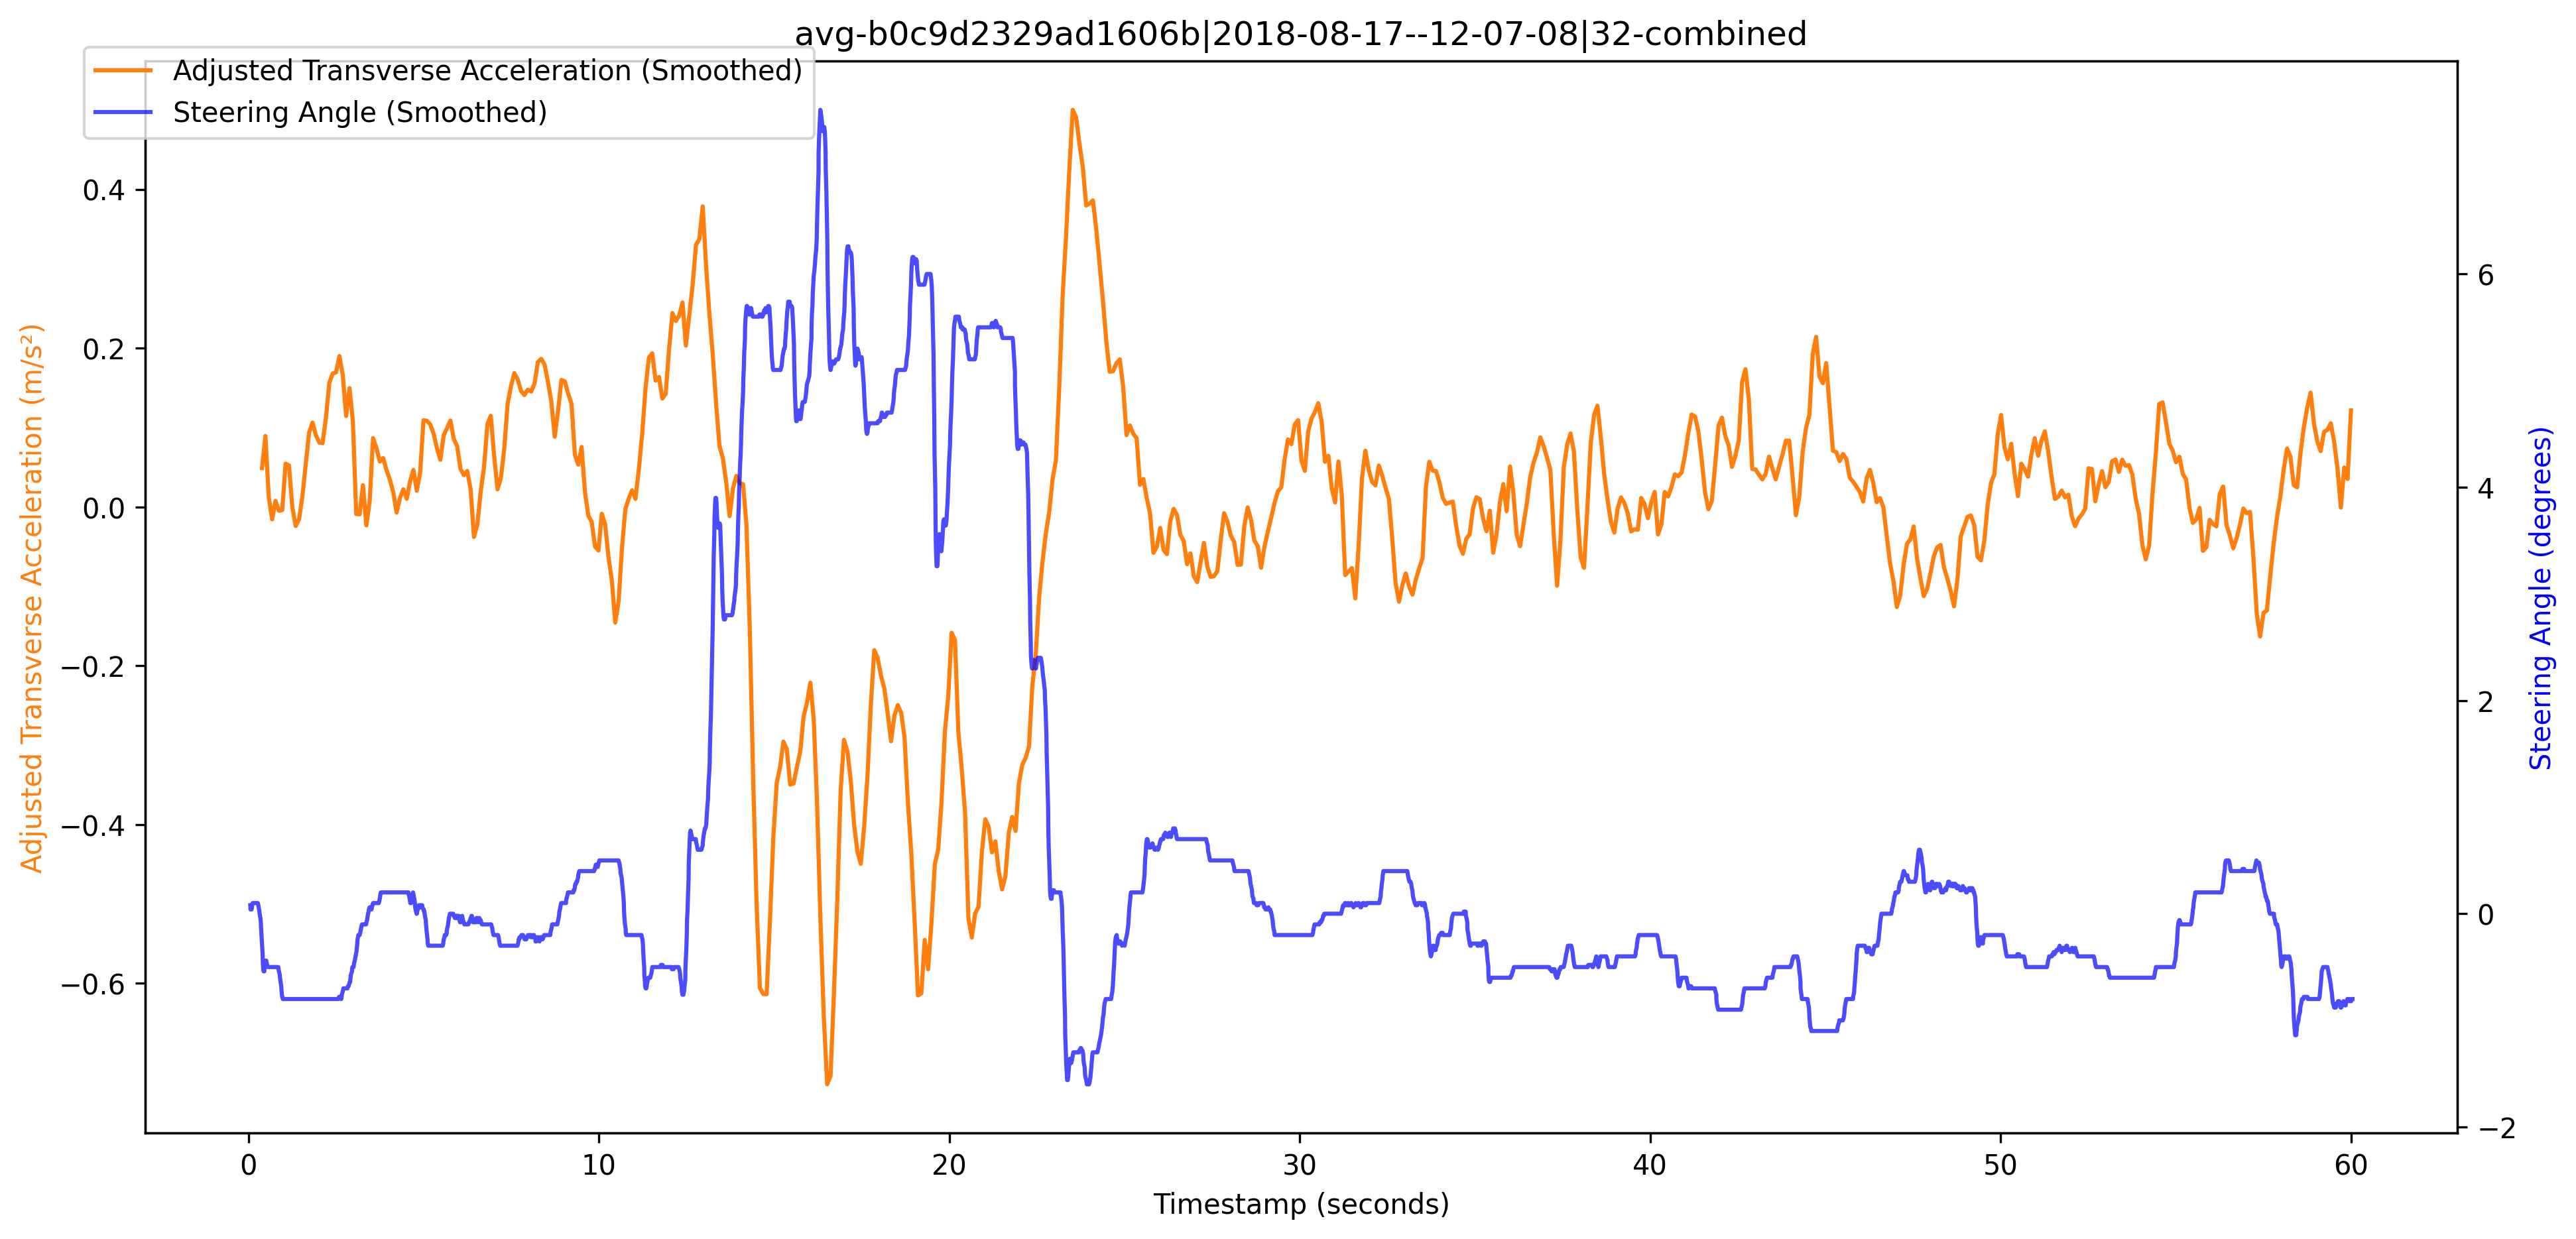 avg-b0c9d2329ad1606b|2018-08-17--12-07-08|32-combined
Adjusted Transverse Acceleration (Smoothed)
Steering Angle (Smoothed)
Adjusted Transverse Acceleration (m/s²)
0.4
0.2
0.0
−0.2
−0.4
−0.6
6
4
2
0
−2
Steering Angle (degrees)
0 10 20 30 40 50 60
Timestamp (seconds)